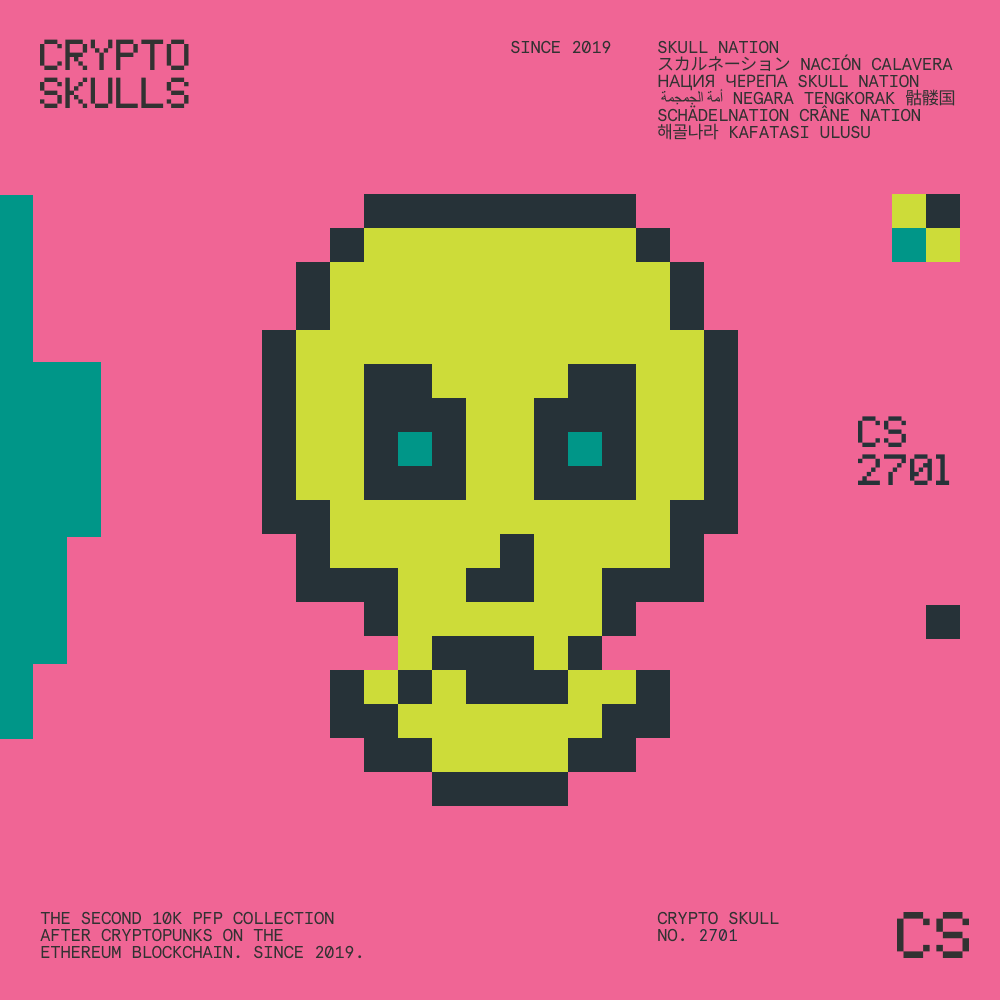 CRYPTO
SKULLS
SINCE 2019
SKULL NATION
スカルネーション NACIÓN CALAVERA
НАЦИЯ ЧЕРЕПА SKULL NATION
أمة الجمجمة NEGARA TENGKORAK 骷髅国
SCHÄDELNATION CRÂNE NATION
해골나라 KAFATASI ULUSU
CS
2701
THE SECOND 10K PFP COLLECTION
AFTER CRYPTOPUNKS ON THE
ETHEREUM BLOCKCHAIN. SINCE 2019.
CRYPTO SKULL
NO. 2701
CS